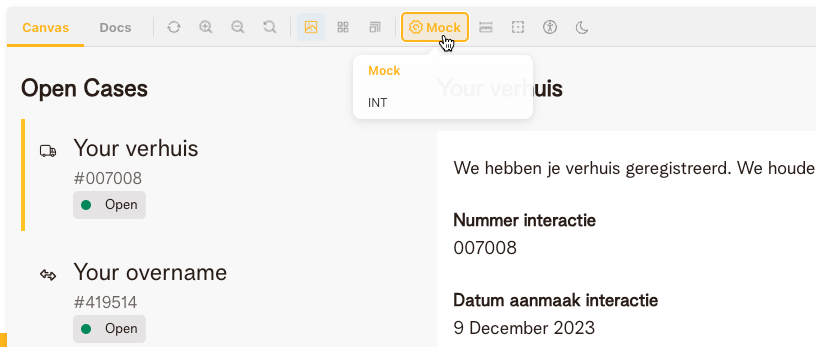 Canvas
Docs
Mock
Mock
INT
Open Cases
Your verhuis
#007008
Open
Your overname
#419514
Open
Your verhuis
We hebben je verhuis geregistreerd. We houde
Nummer interactie
007008
Datum aanmaak interactie
9 December 2023